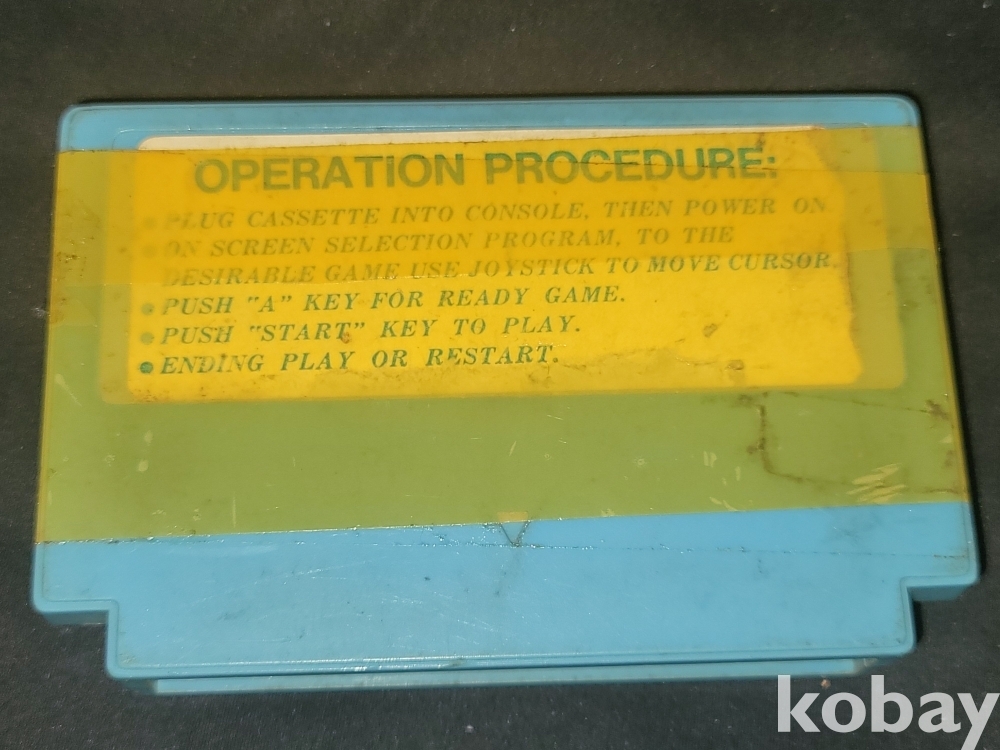 OPERATION PROCEDURE:
• PLUG CASSETTE INTO CONSOLE, THEN POWER ON
• ON SCREEN SELECTION PROGRAM, TO THE
DESIRABLE GAME USE JOYSTICK TO MOVE CURSOR.
• PUSH "A" KEY FOR READY GAME.
• PUSH "START" KEY TO PLAY.
• ENDING PLAY OR RESTART.
kobay